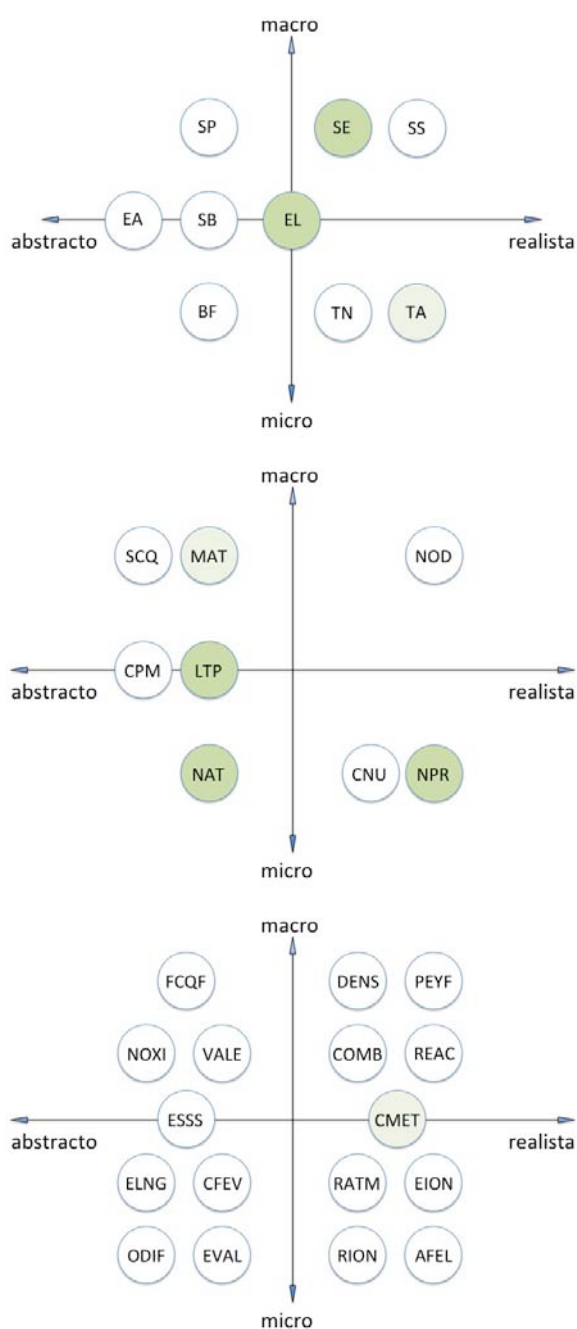 macro
SP SE SS
EA SB EL
abstracto realista
BF TN TA
micro
macro
SCQ MAT NOD
CPM LTP
abstracto realista
NAT CNU NPR
micro
macro
FCQF DENS PEYF
NOXI VALE COMB REAC
ESSS CMET
abstracto realista
ELNG CFEV RATM EION
ODIF EVAL RION AFEL
micro